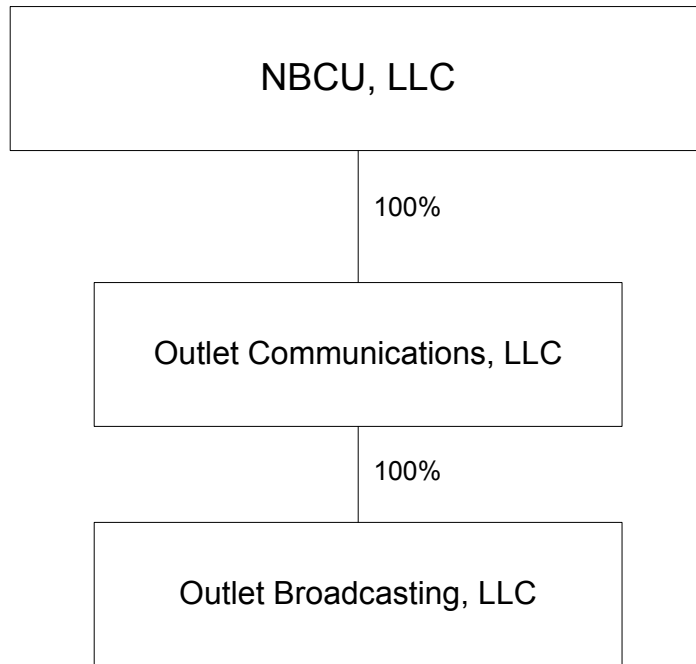 NBCU, LLC
100%
Outlet Communications, LLC
100%
Outlet Broadcasting, LLC